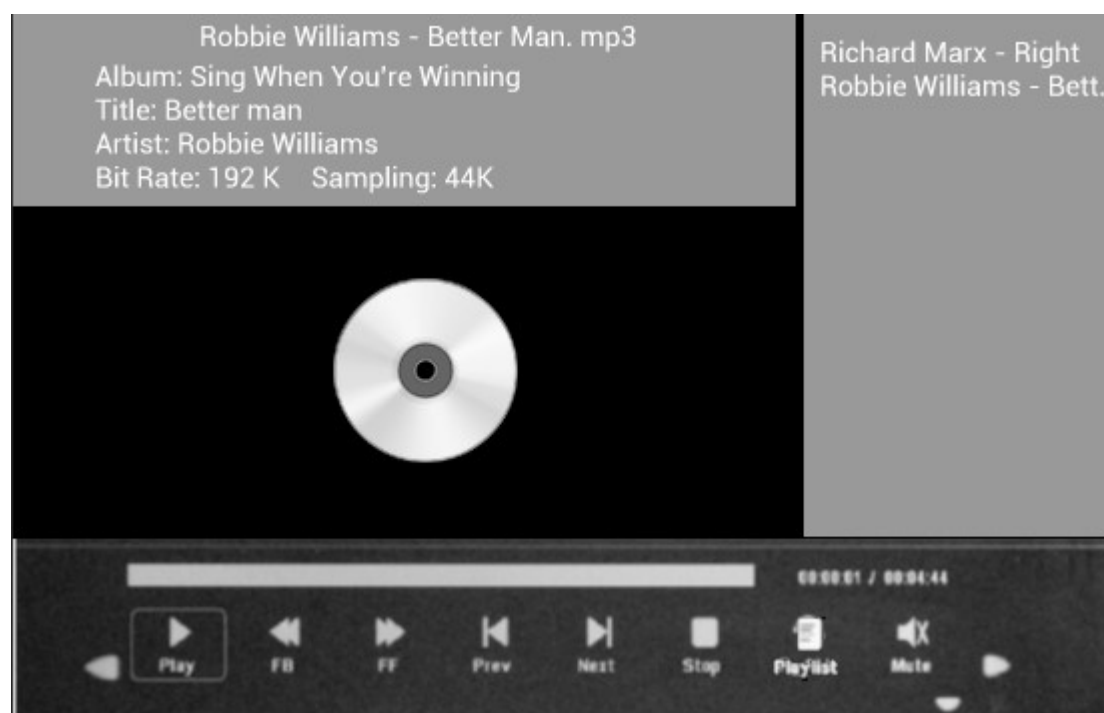 Robbie Williams - Better Man. mp3
Album: Sing When You're Winning
Title: Better man
Artist: Robbie Williams
Bit Rate: 192 K Sampling: 44K
Richard Marx - Right
Robbie Williams - Bett.
00:00:01 / 00:04:44
Play FB FF Prev Next Stop Playlist Mute